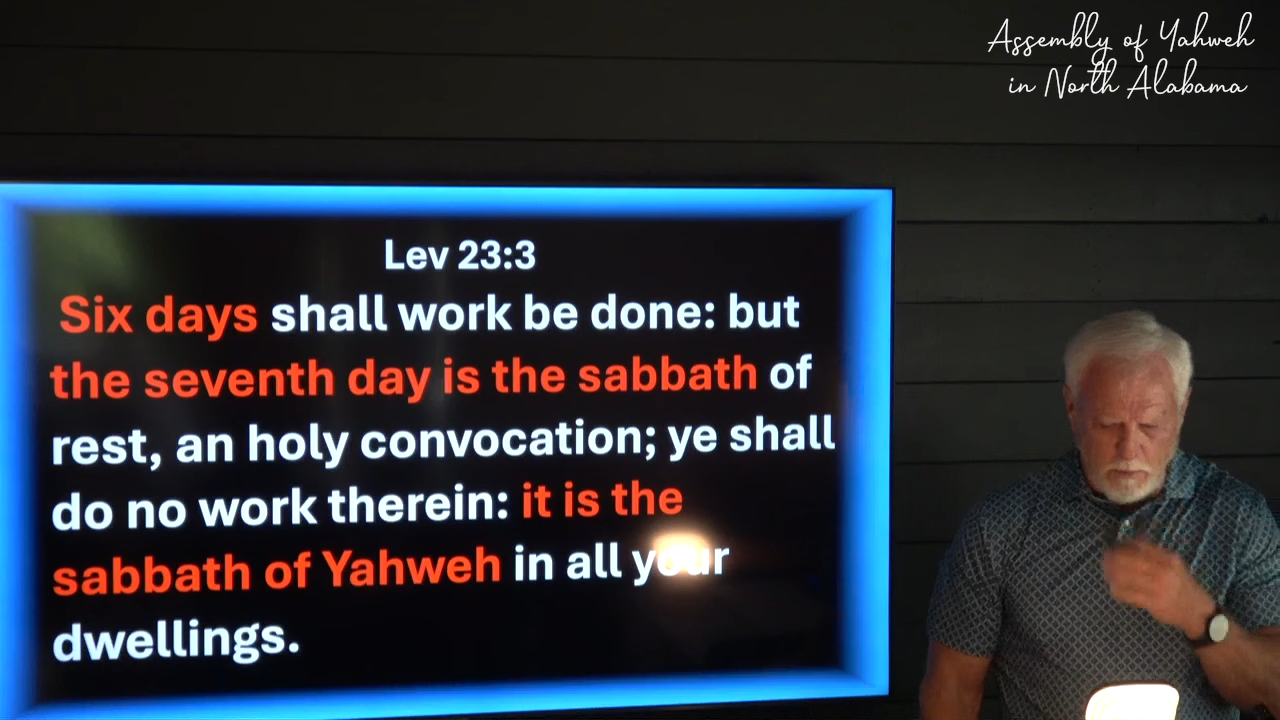 Assembly of Yahweh
in North Alabama
Lev 23:3
Six days shall work be done: but
the seventh day is the sabbath of
rest, an holy convocation; ye shall
do no work therein: it is the
sabbath of Yahweh in all your
dwellings.